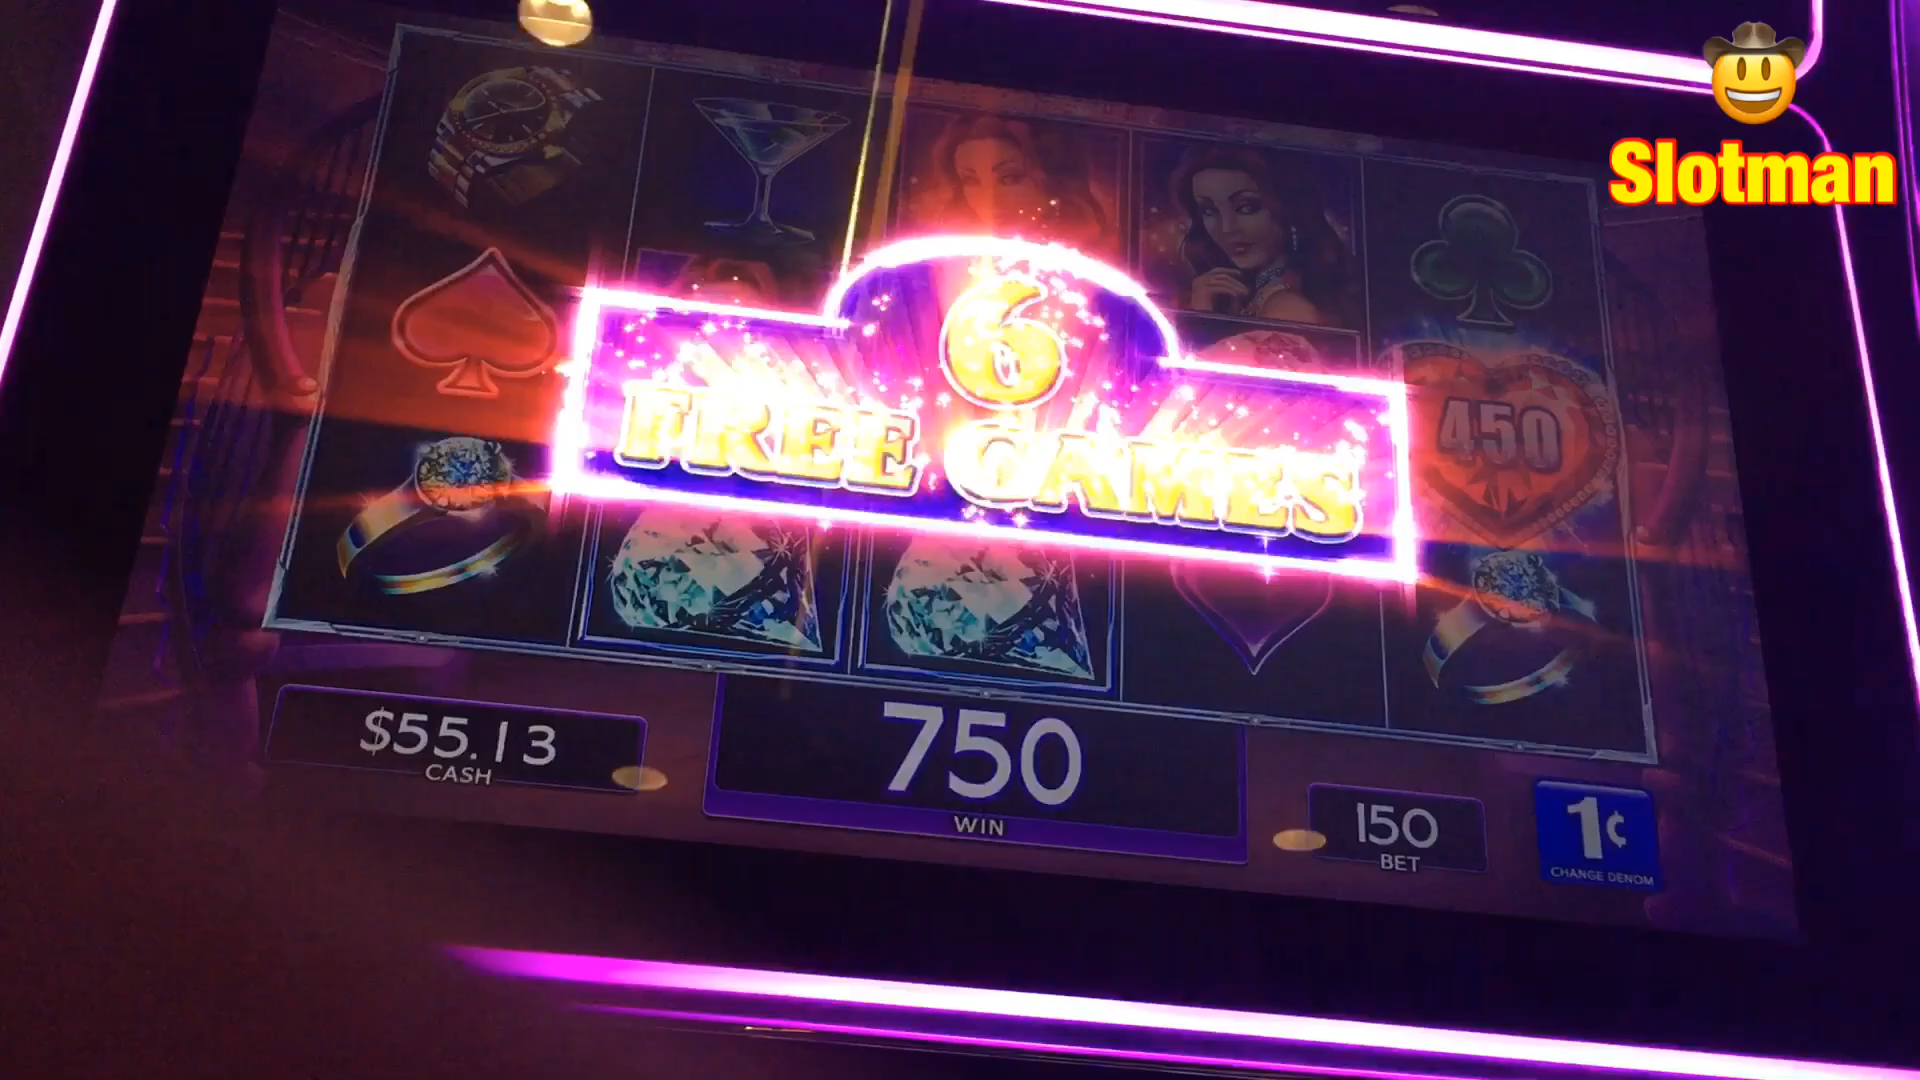 Slotman
6
FREE GAMES
450
$55.13
CASH
750
WIN
150
BET
1¢
CHANGE DENOM